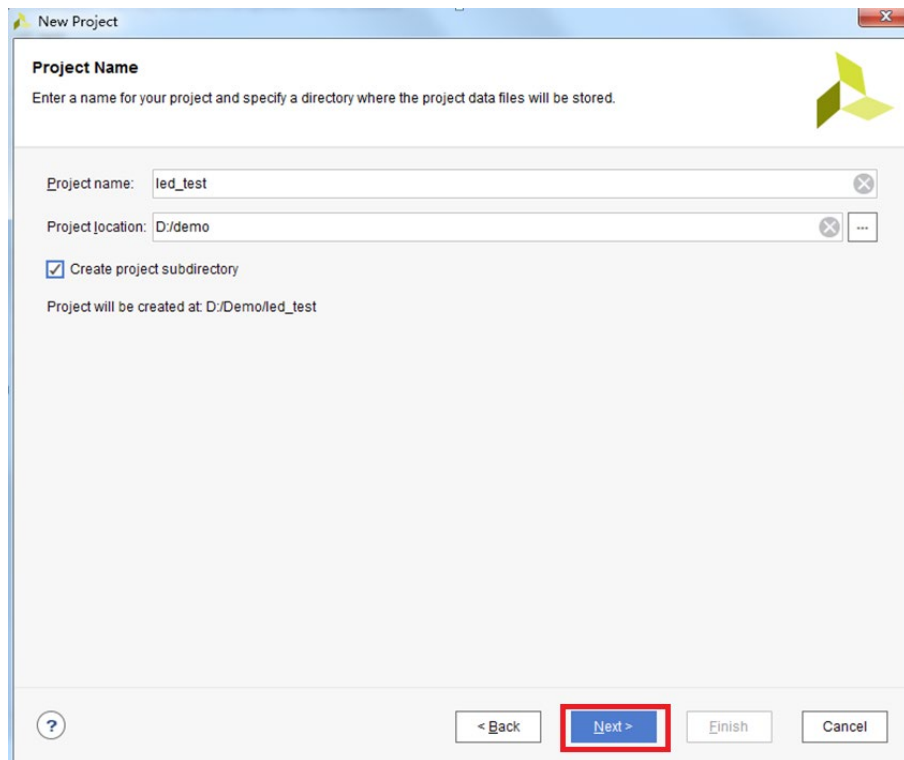 New Project
Project Name
Enter a name for your project and specify a directory where the project data files will be stored.
Project name: led_test
Project location: D:/demo ...
Create project subdirectory
Project will be created at: D:/Demo/led_test
? < Back Next > Finish Cancel